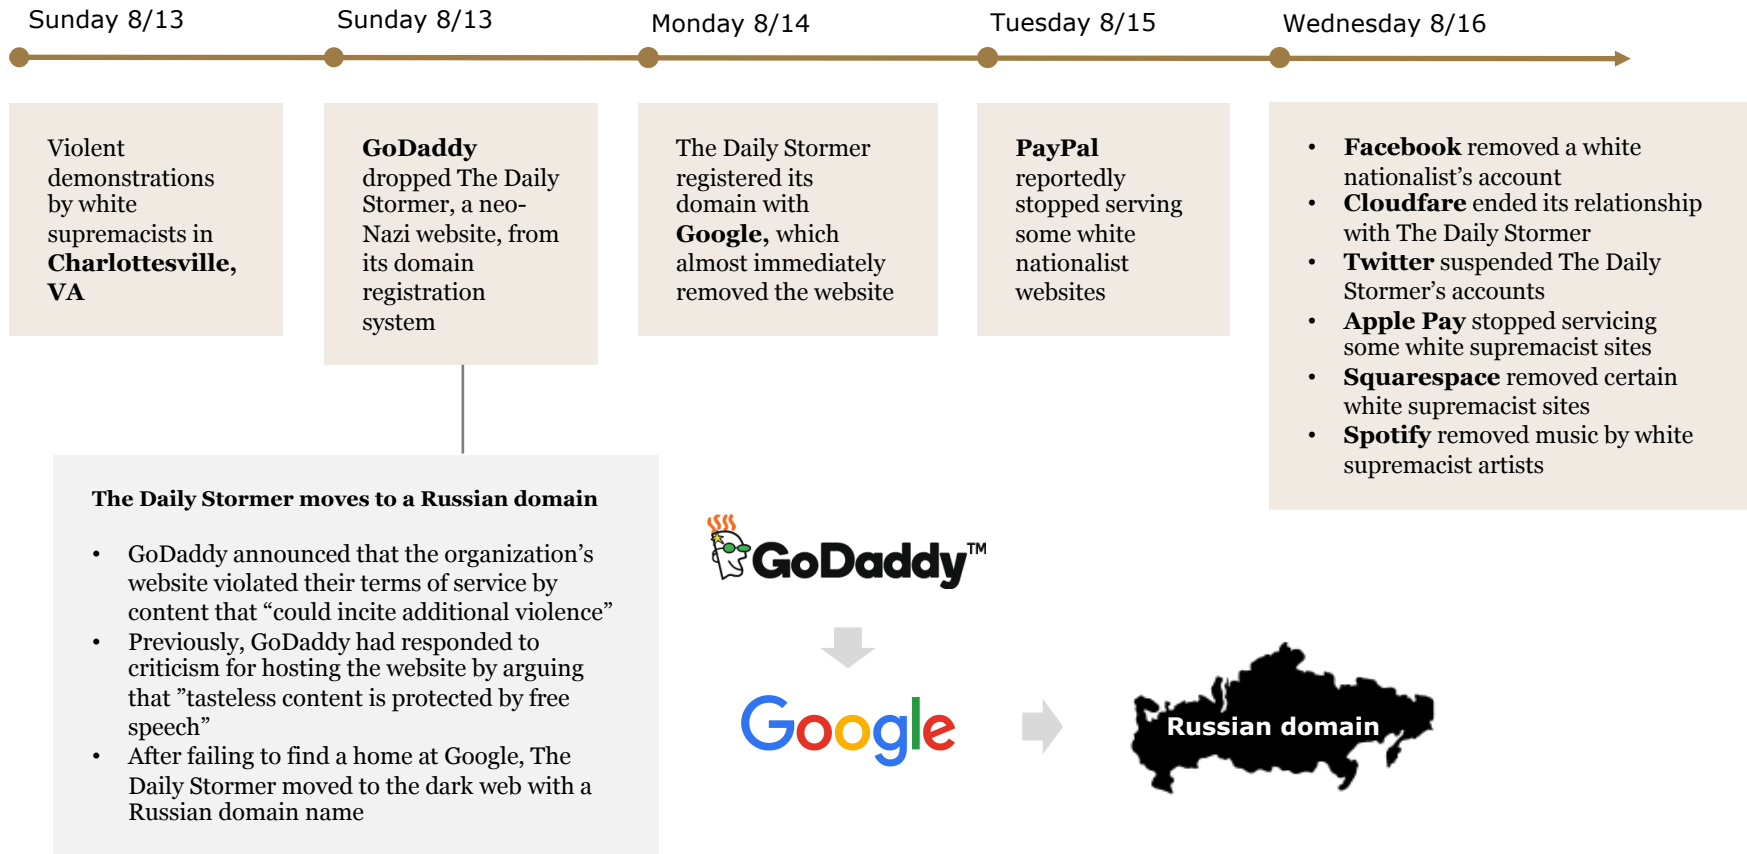 Sunday 8/13
Sunday 8/13
Monday 8/14
Tuesday 8/15
Wednesday 8/16
Violent
demonstrations
by white
supremacists in
Charlottesville,
VA
GoDaddy
dropped The Daily
Stormer, a neo-
Nazi website, from
its domain
registration
system
The Daily Stormer
registered its
domain with
Google, which
almost immediately
removed the website
PayPal
reportedly
stopped serving
some white
nationalist
websites
• Facebook removed a white
nationalist’s account
• Cloudfare ended its relationship
with The Daily Stormer
• Twitter suspended The Daily
Stormer’s accounts
• Apple Pay stopped servicing
some white supremacist sites
• Squarespace removed certain
white supremacist sites
• Spotify removed music by white
supremacist artists
The Daily Stormer moves to a Russian domain
• GoDaddy announced that the organization’s
website violated their terms of service by
content that “could incite additional violence”
• Previously, GoDaddy had responded to
criticism for hosting the website by arguing
that ”tasteless content is protected by free
speech”
• After failing to find a home at Google, The
Daily Stormer moved to the dark web with a
Russian domain name
GoDaddy™
Google
Russian domain